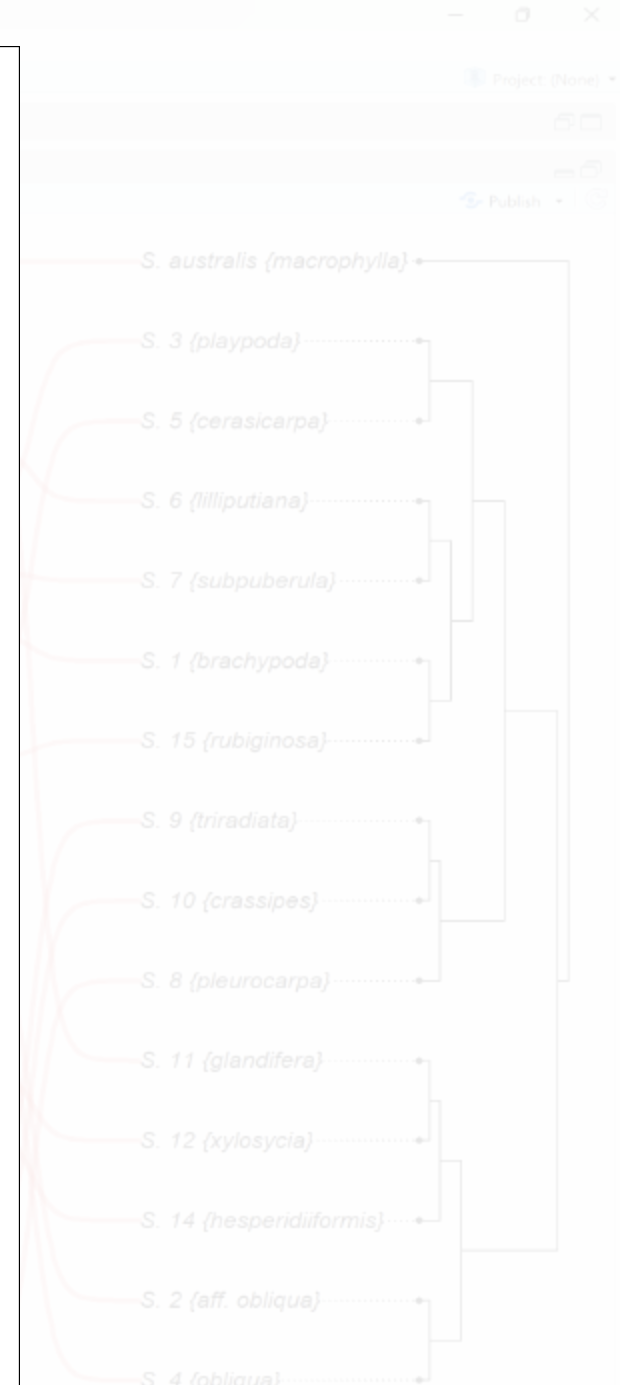 Project: (None)
Publish
S. australis {macrophylla}
S. 3 {playpoda}
S. 5 {cerasicarpa}
S. 6 {lilliputiana}
S. 7 {subpuberula}
S. 1 {brachypoda}
S. 15 {rubiginosa}
S. 9 {triradiata}
S. 10 {crassipes}
S. 8 {pleurocarpa}
S. 11 {glandifera}
S. 12 {xylosycia}
S. 14 {hesperidiiformis}
S. 2 {aff. obliqua}
S. 4 {obliqua}